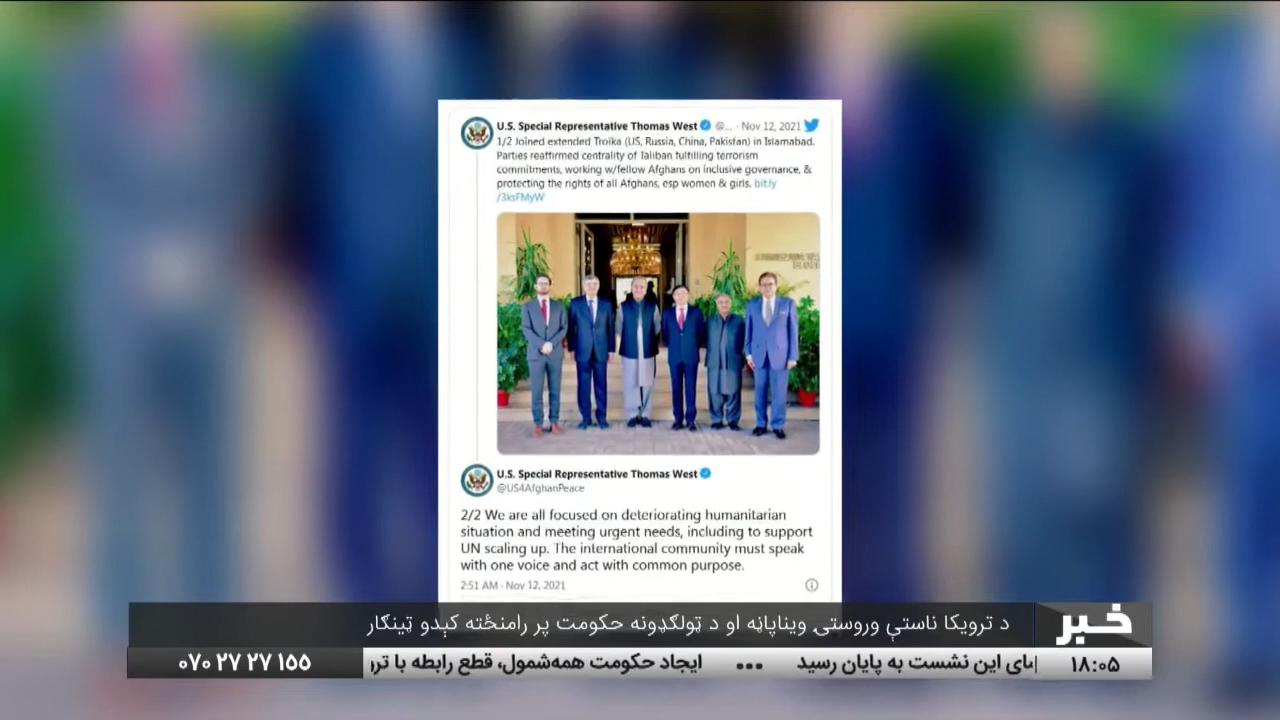 U.S. Special Representative Thomas West @... · Nov 12, 2021
1/2 Joined extended Troika (US, Russia, China, Pakistan) in Islamabad.
Parties reaffirmed centrality of Taliban fulfilling terrorism
commitments, working w/fellow Afghans on inclusive governance, &
protecting the rights of all Afghans, esp women & girls. bit.ly
/3ksFMyW
U.S. Special Representative Thomas West
@US4AfghanPeace
2/2 We are all focused on deteriorating humanitarian
situation and meeting urgent needs, including to support
UN scaling up. The international community must speak
with one voice and act with common purpose.
2:51 AM · Nov 12, 2021
خبر
د ترویکا ناستې وروستۍ ویناپاڼه او د ټولګډونه حکومت پر رامنځته کېدو ټینګار
۱۸:۰۵
مای این نشست به پایان رسید ... ایجاد حکومت همه‌شمول، قطع رابطه با
۰۷۰ ۲۷ ۲۷ ۱۵۵